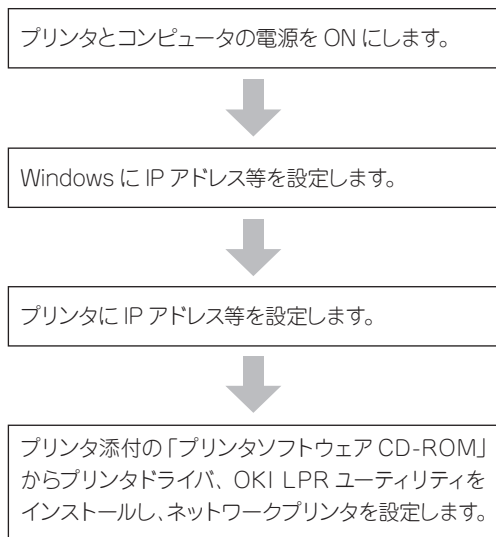 プリンタとコンピュータの電源を ON にします。
Windows に IP アドレス等を設定します。
プリンタに IP アドレス等を設定します。
プリンタ添付の「プリンタソフトウェア CD-ROM」
からプリンタドライバ、OKI LPR ユーティリティを
インストールし、ネットワークプリンタを設定します。